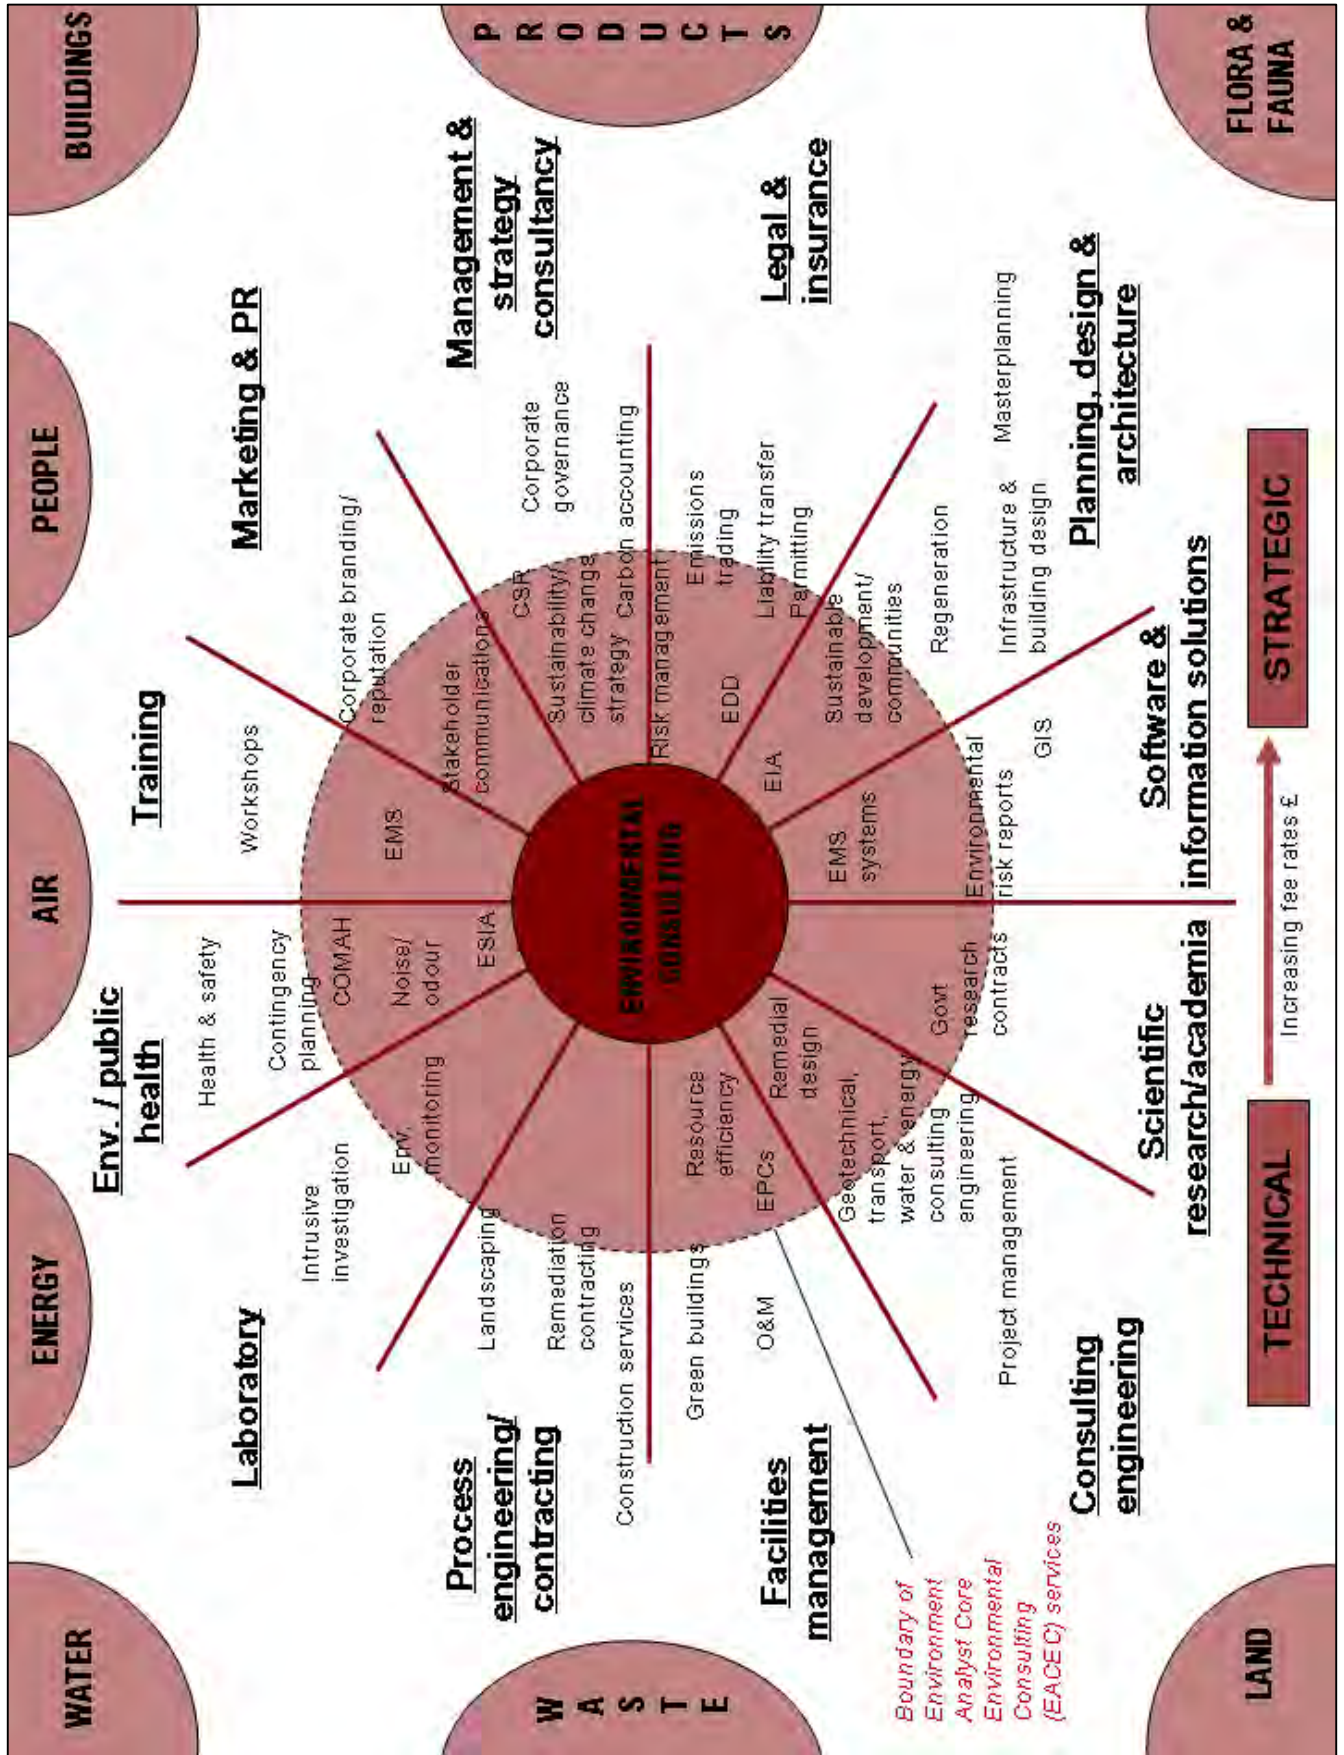 WATER
ENERGY
AIR
PEOPLE
BUILDINGS
Env. / public
health
Training
Laboratory
Marketing & PR
Health & safety
Workshops
Contingency
planning
Intrusive
investigation
COMAH
Corporate branding/
reputation
Noise/
odour
EMS
Env.
monitoring
Stakeholder
communications
ESIA
Process
engineering/
contracting
Management &
strategy
consultancy
Landscaping
CSR
Corporate
governance
Remediation
contracting
Sustainability/
climate change
strategy
Construction services
Carbon accounting
W
A
S
T
E
ENVIRONMENTAL
CONSULTING
P
R
O
D
U
C
T
S
Risk management
Green buildings
Resource
efficiency
Emissions
trading
EDD
O&M
EPCs
Remedial
design
EIA
Liability transfer
Permitting
Facilities
management
Legal &
insurance
Geotechnical,
transport,
water & energy
consulting
engineering
EMS
systems
Sustainable
development/
communities
Govt
research
contracts
Environmental
risk reports
Regeneration
Project management
GIS
Infrastructure &
building design
Masterplanning
Boundary of
Environment
Analyst Core
Environmental
Consulting
(EACEC) services
Consulting
engineering
Scientific
research/academia
Software &
information solutions
Planning, design &
architecture
LAND
TECHNICAL
Increasing fee rates £
STRATEGIC
FLORA &
FAUNA